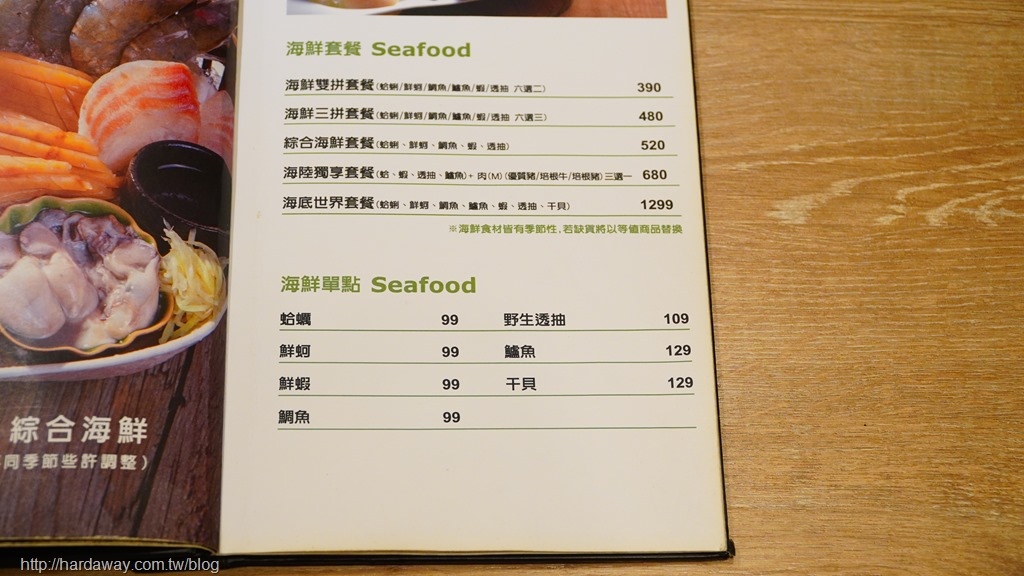 海鮮套餐 Seafood
海鮮雙拼套餐(蛤蜊/鮮蚵/鯛魚/鱸魚/蝦/透抽 六選二) 390
海鮮三拼套餐(蛤蜊/鮮蚵/鯛魚/鱸魚/蝦/透抽 六選三) 480
綜合海鮮套餐(蛤蜊、鮮蚵、鯛魚、蝦、透抽) 520
海陸獨享套餐(蛤、蝦、透抽、鱸魚)+ 肉(M)(優質豬/培根牛/培根豬)三選一 680
海底世界套餐(蛤蜊、鮮蚵、鯛魚、鱸魚、蝦、透抽、干貝) 1299
※海鮮食材皆有季節性,若缺貨將以等值商品替換
海鮮單點 Seafood
蛤蠣 99 野生透抽 109
鮮蚵 99 鱸魚 129
鮮蝦 99 干貝 129
鯛魚 99
綜合海鮮
同季節些許調整)
http://hardaway.com.tw/blog